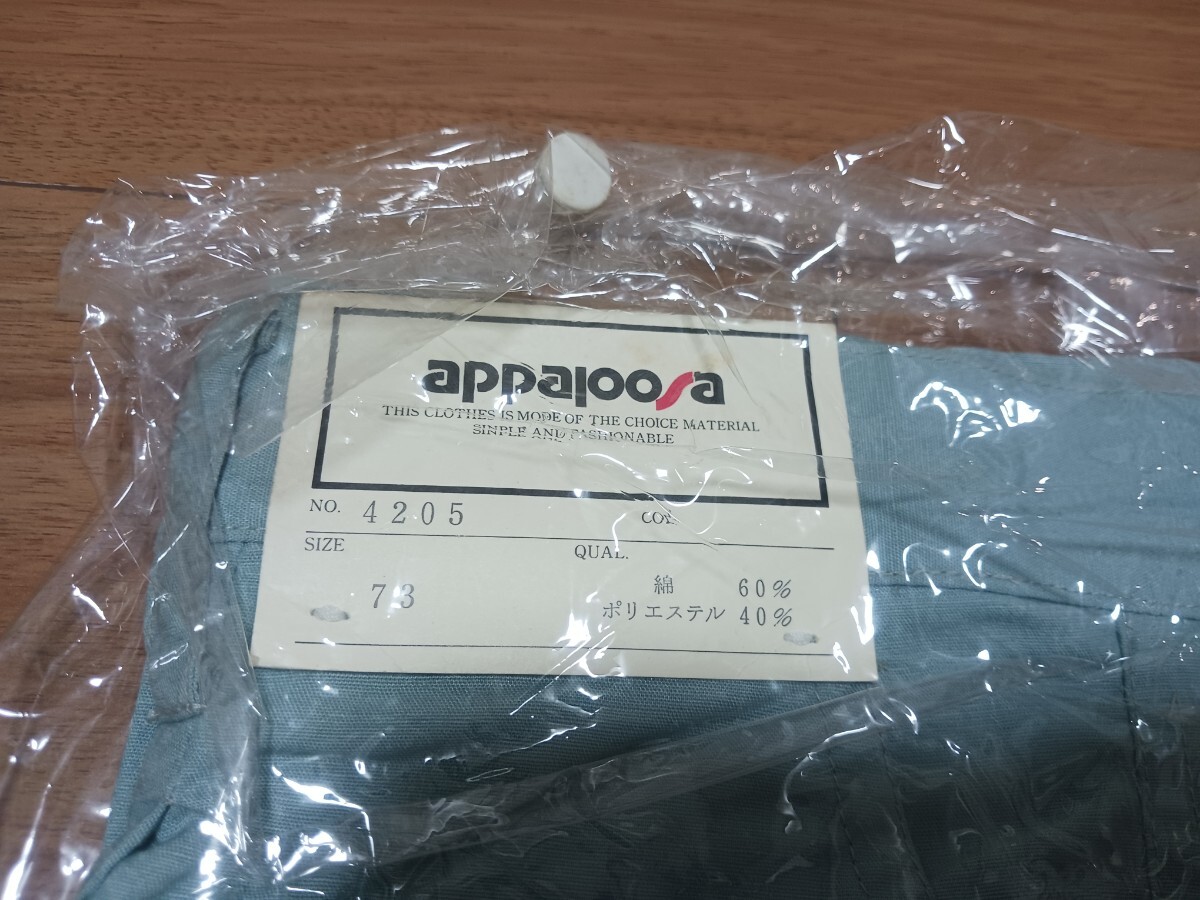 appaloosa
THIS CLOTHES IS MODE OF THE CHOICE MATERIAL
SINPLE AND FASHIONABLE
NO. 4205 COL.
SIZE QUAL.
73 綿 60%
ポリエステル 40%